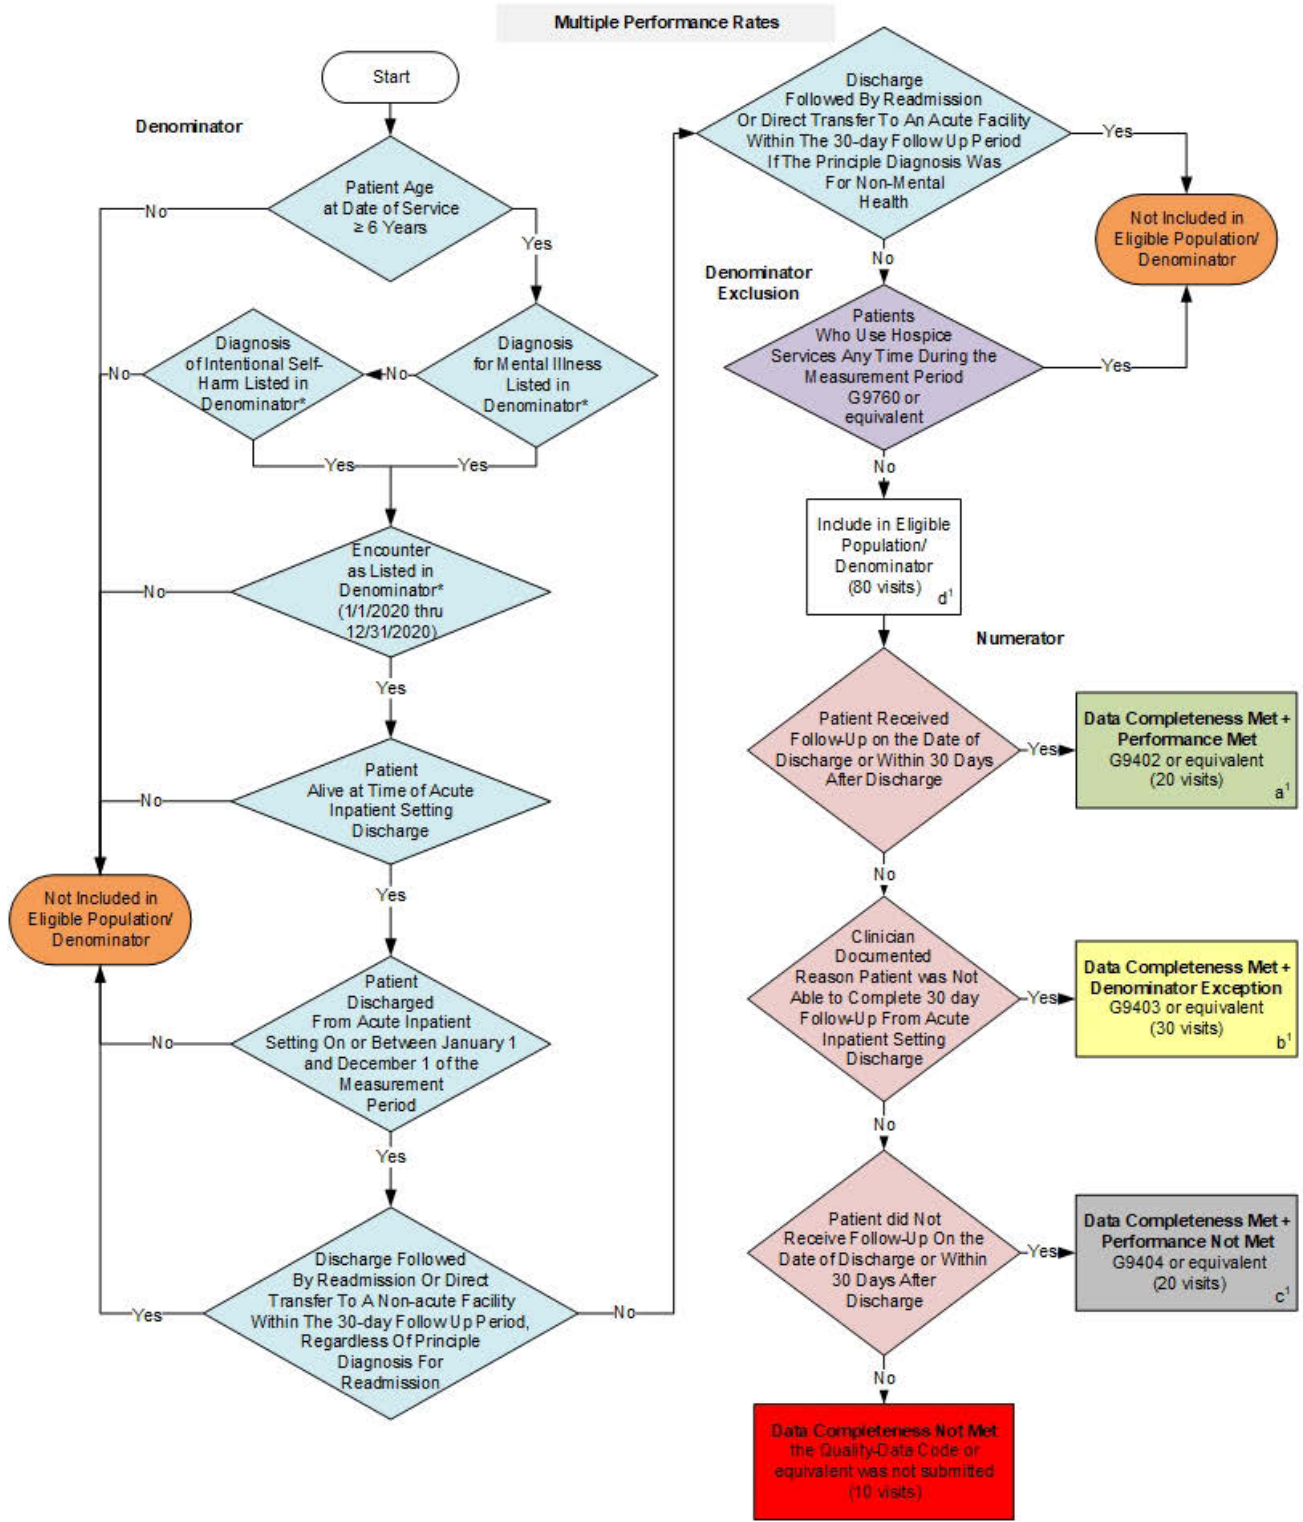 Multiple Performance Rates
Start
Denominator
Patient Age
at Date of Service
≥ 6 Years
No
Yes
Diagnosis
for Mental Illness
Listed in
Denominator*
No
Diagnosis
of Intentional Self-
Harm Listed in
Denominator*
No
Yes
Yes
Encounter
as Listed in
Denominator*
(1/1/2020 thru
12/31/2020)
No
Yes
Patient
Alive at Time of Acute
Inpatient Setting
Discharge
No
Yes
Not Included in
Eligible Population/
Denominator
Patient
Discharged
From Acute Inpatient
Setting On or Between January 1
and December 1 of the
Measurement
Period
No
Yes
Discharge Followed
By Readmission Or Direct
Transfer To A Non-acute Facility
Within The 30-day Follow Up Period,
Regardless Of Principle
Diagnosis For
Readmission
Yes
No
Discharge
Followed By Readmission
Or Direct Transfer To An Acute Facility
Within The 30-day Follow Up Period
If The Principle Diagnosis Was
For Non-Mental
Health
Yes
Not Included in
Eligible Population/
Denominator
No
Denominator
Exclusion
Patients
Who Use Hospice
Services Any Time During the
Measurement Period
G9760 or
equivalent
Yes
No
Include in Eligible
Population/
Denominator
(80 visits)
d¹
Numerator
Patient Received
Follow-Up on the Date of
Discharge or Within 30 Days
After Discharge
Yes
Data Completeness Met +
Performance Met
G9402 or equivalent
(20 visits)
a¹
No
Clinician
Documented
Reason Patient was Not
Able to Complete 30 day
Follow-Up From Acute
Inpatient Setting
Discharge
Yes
Data Completeness Met +
Denominator Exception
G9403 or equivalent
(30 visits)
b¹
No
Patient did Not
Receive Follow-Up On the
Date of Discharge or Within
30 Days After
Discharge
Yes
Data Completeness Met +
Performance Not Met
G9404 or equivalent
(20 visits)
c¹
No
Data Completeness Not Met
the Quality-Data Code or
equivalent was not submitted
(10 visits)